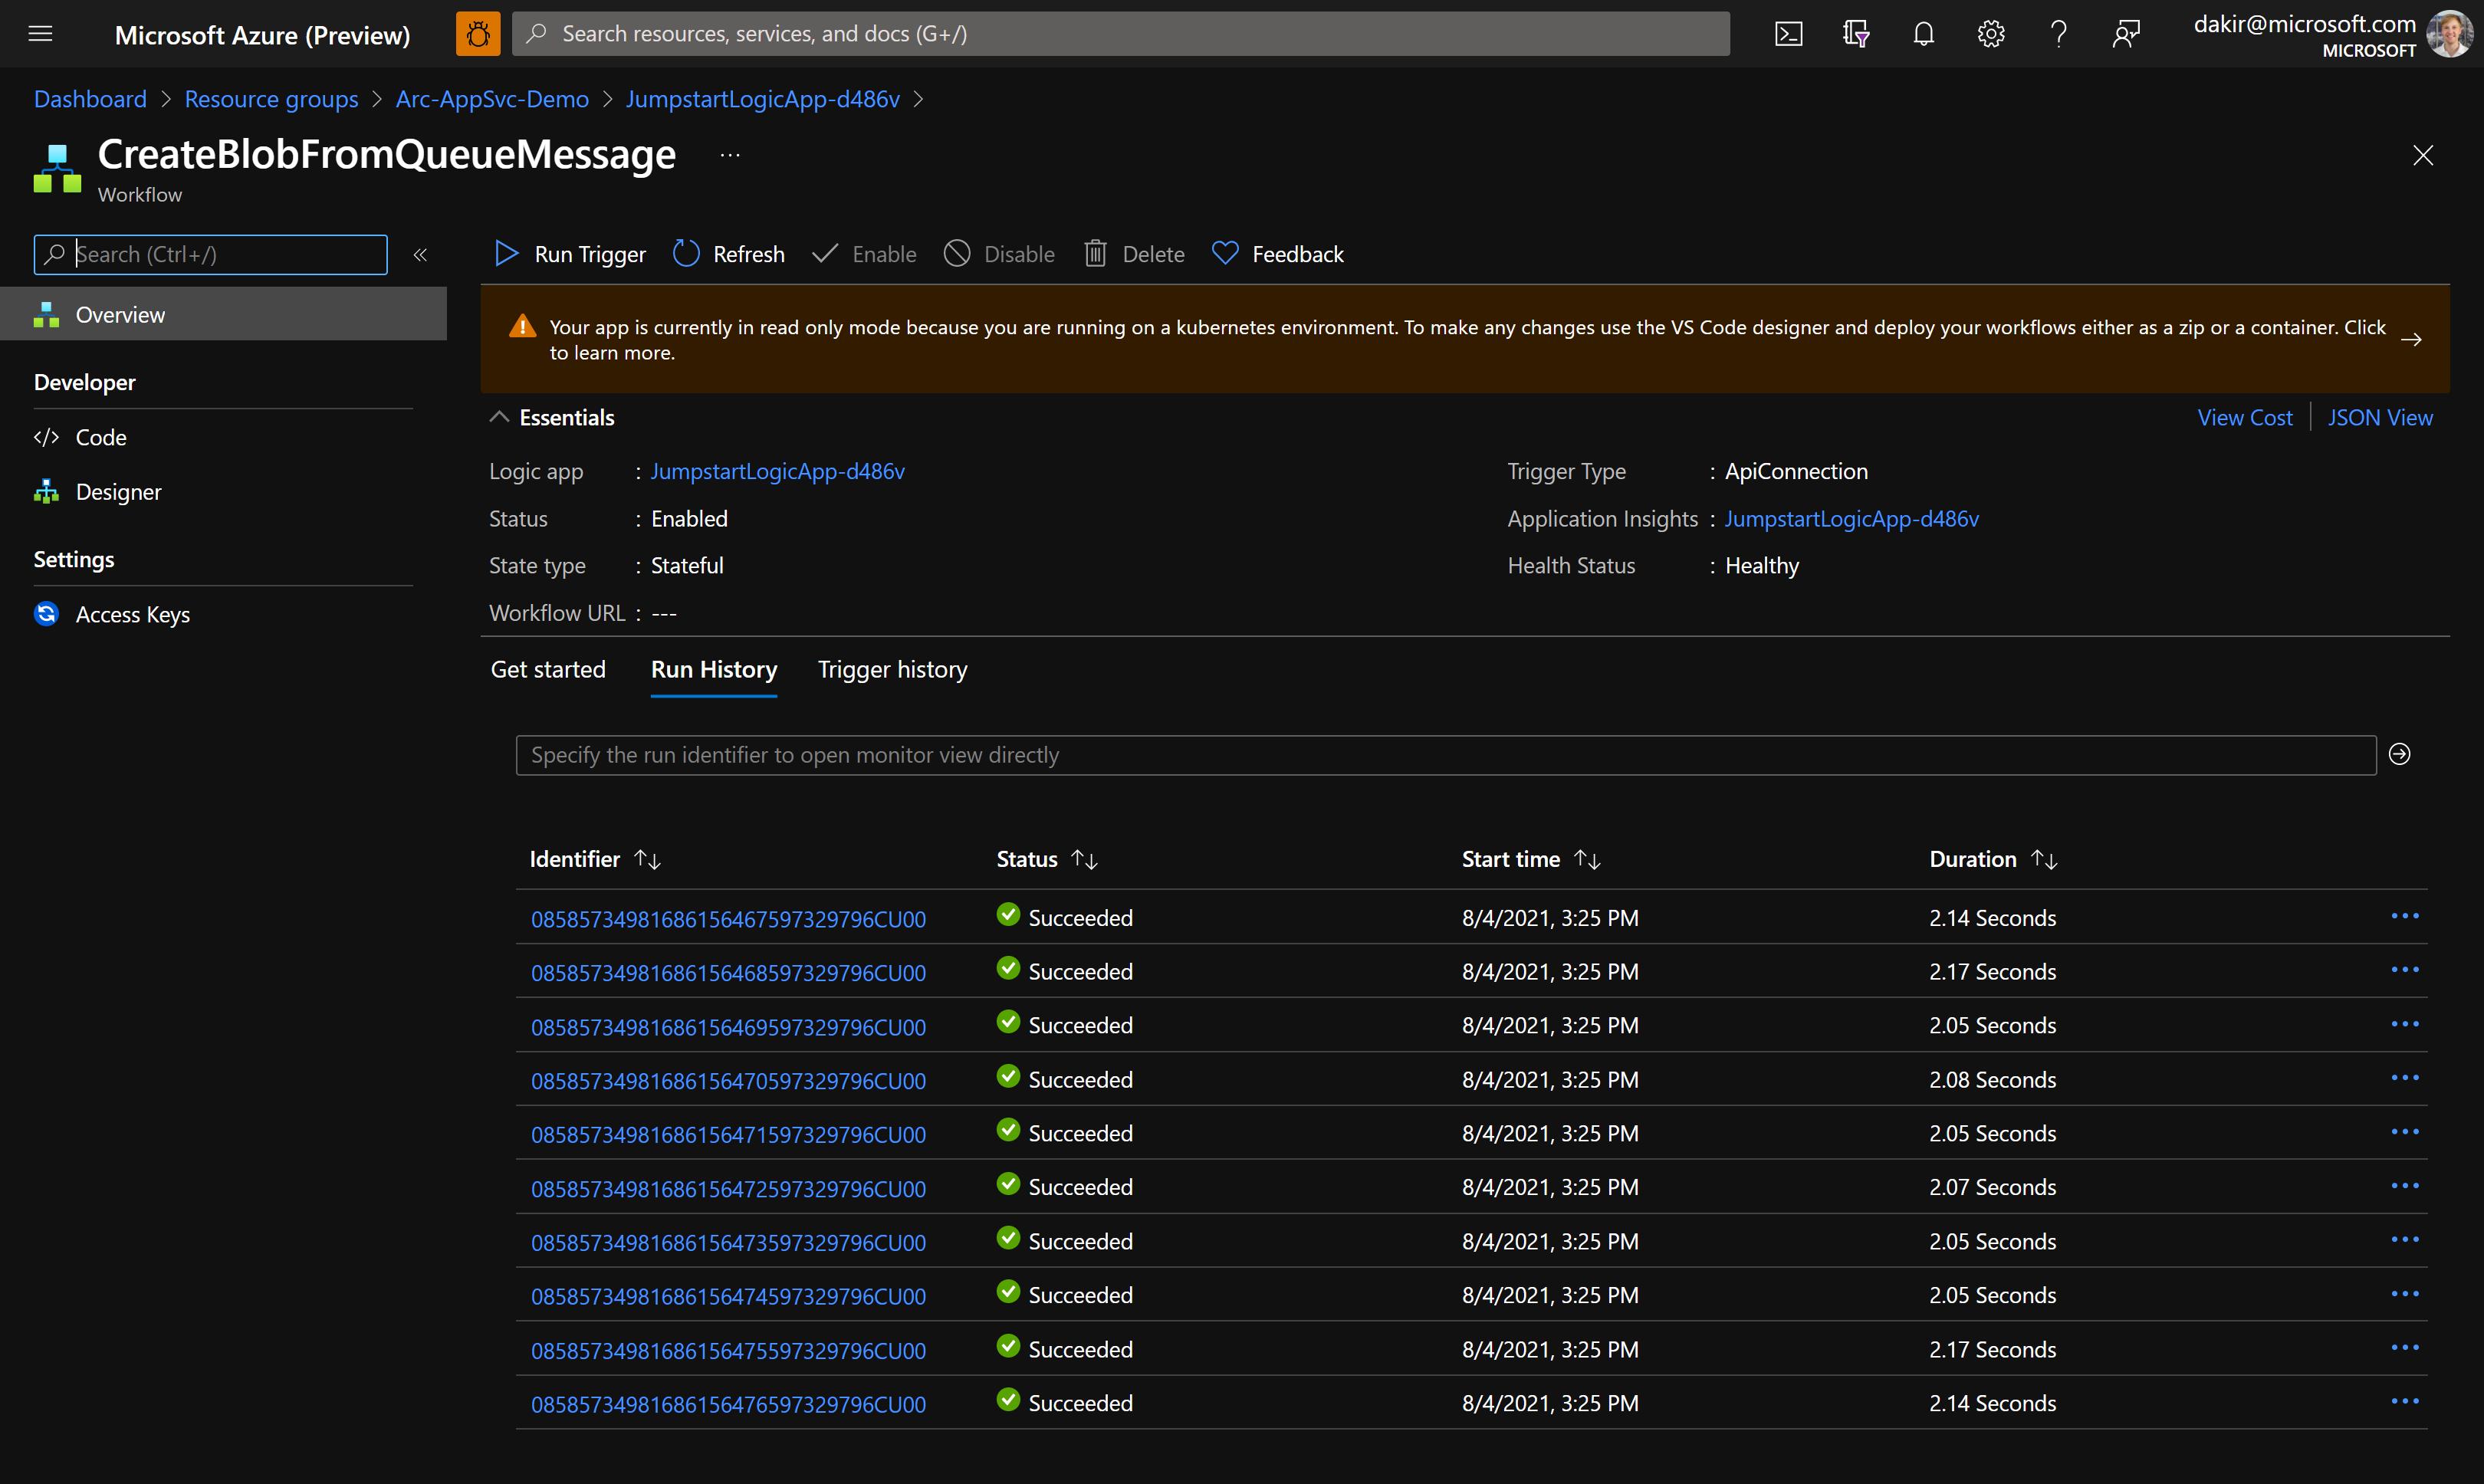 Microsoft Azure (Preview)
Search resources, services, and docs (G+/)
dakir@microsoft.com
MICROSOFT
Dashboard > Resource groups > Arc-AppSvc-Demo > JumpstartLogicApp-d486v >
CreateBlobFromQueueMessage ...
Workflow
Search (Ctrl+/)
«
Overview
Developer
</> Code
Designer
Settings
Access Keys
Run Trigger Refresh Enable Disable Delete Feedback
Your app is currently in read only mode because you are running on a kubernetes environment. To make any changes use the VS Code designer and deploy your workflows either as a zip or a container. Click
to learn more.
Essentials
View Cost | JSON View
Logic app : JumpstartLogicApp-d486v
Status : Enabled
State type : Stateful
Workflow URL : ---
Trigger Type : ApiConnection
Application Insights : JumpstartLogicApp-d486v
Health Status : Healthy
Get started Run History Trigger history
Specify the run identifier to open monitor view directly
Identifier ↑↓ Status ↑↓ Start time ↑↓ Duration ↑↓
08585734981686156467597329796CU00 Succeeded 8/4/2021, 3:25 PM 2.14 Seconds ...
08585734981686156468597329796CU00 Succeeded 8/4/2021, 3:25 PM 2.17 Seconds ...
08585734981686156469597329796CU00 Succeeded 8/4/2021, 3:25 PM 2.05 Seconds ...
08585734981686156470597329796CU00 Succeeded 8/4/2021, 3:25 PM 2.08 Seconds ...
08585734981686156471597329796CU00 Succeeded 8/4/2021, 3:25 PM 2.05 Seconds ...
08585734981686156472597329796CU00 Succeeded 8/4/2021, 3:25 PM 2.07 Seconds ...
08585734981686156473597329796CU00 Succeeded 8/4/2021, 3:25 PM 2.05 Seconds ...
08585734981686156474597329796CU00 Succeeded 8/4/2021, 3:25 PM 2.05 Seconds ...
08585734981686156475597329796CU00 Succeeded 8/4/2021, 3:25 PM 2.17 Seconds ...
08585734981686156476597329796CU00 Succeeded 8/4/2021, 3:25 PM 2.14 Seconds ...